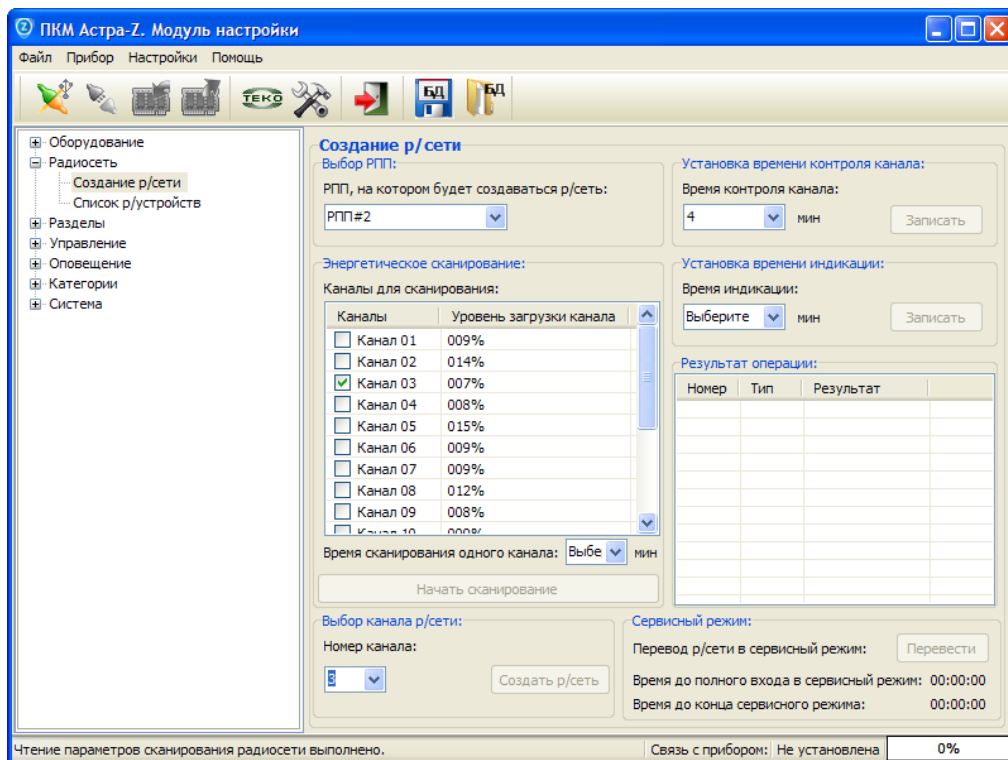 ПКМ Астра-Z. Модуль настройки
Файл Прибор Настройки Помощь
TEKO БД БД
Оборудование
Радиосеть
Создание р/сети
Список р/устройств
Разделы
Управление
Оповещение
Категории
Система
Создание р/сети
Выбор РПП:
РПП, на котором будет создаваться р/сеть:
РПП#2
Установка времени контроля канала:
Время контроля канала:
4 мин Записать
Энергетическое сканирование:
Каналы для сканирования:
Каналы Уровень загрузки канала
Канал 01 009%
Канал 02 014%
Канал 03 007%
Канал 04 008%
Канал 05 015%
Канал 06 009%
Канал 07 009%
Канал 08 012%
Канал 09 008%
Канал 10 009%
Время сканирования одного канала: Выбе мин
Начать сканирование
Установка времени индикации:
Время индикации:
Выберите мин Записать
Результат операции:
Номер Тип Результат
Выбор канала р/сети:
Номер канала:
3 Создать р/сеть
Сервисный режим:
Перевод р/сети в сервисный режим: Перевести
Время до полного входа в сервисный режим: 00:00:00
Время до конца сервисного режима: 00:00:00
Чтение параметров сканирования радиосети выполнено. Связь с прибором: Не установлена 0%